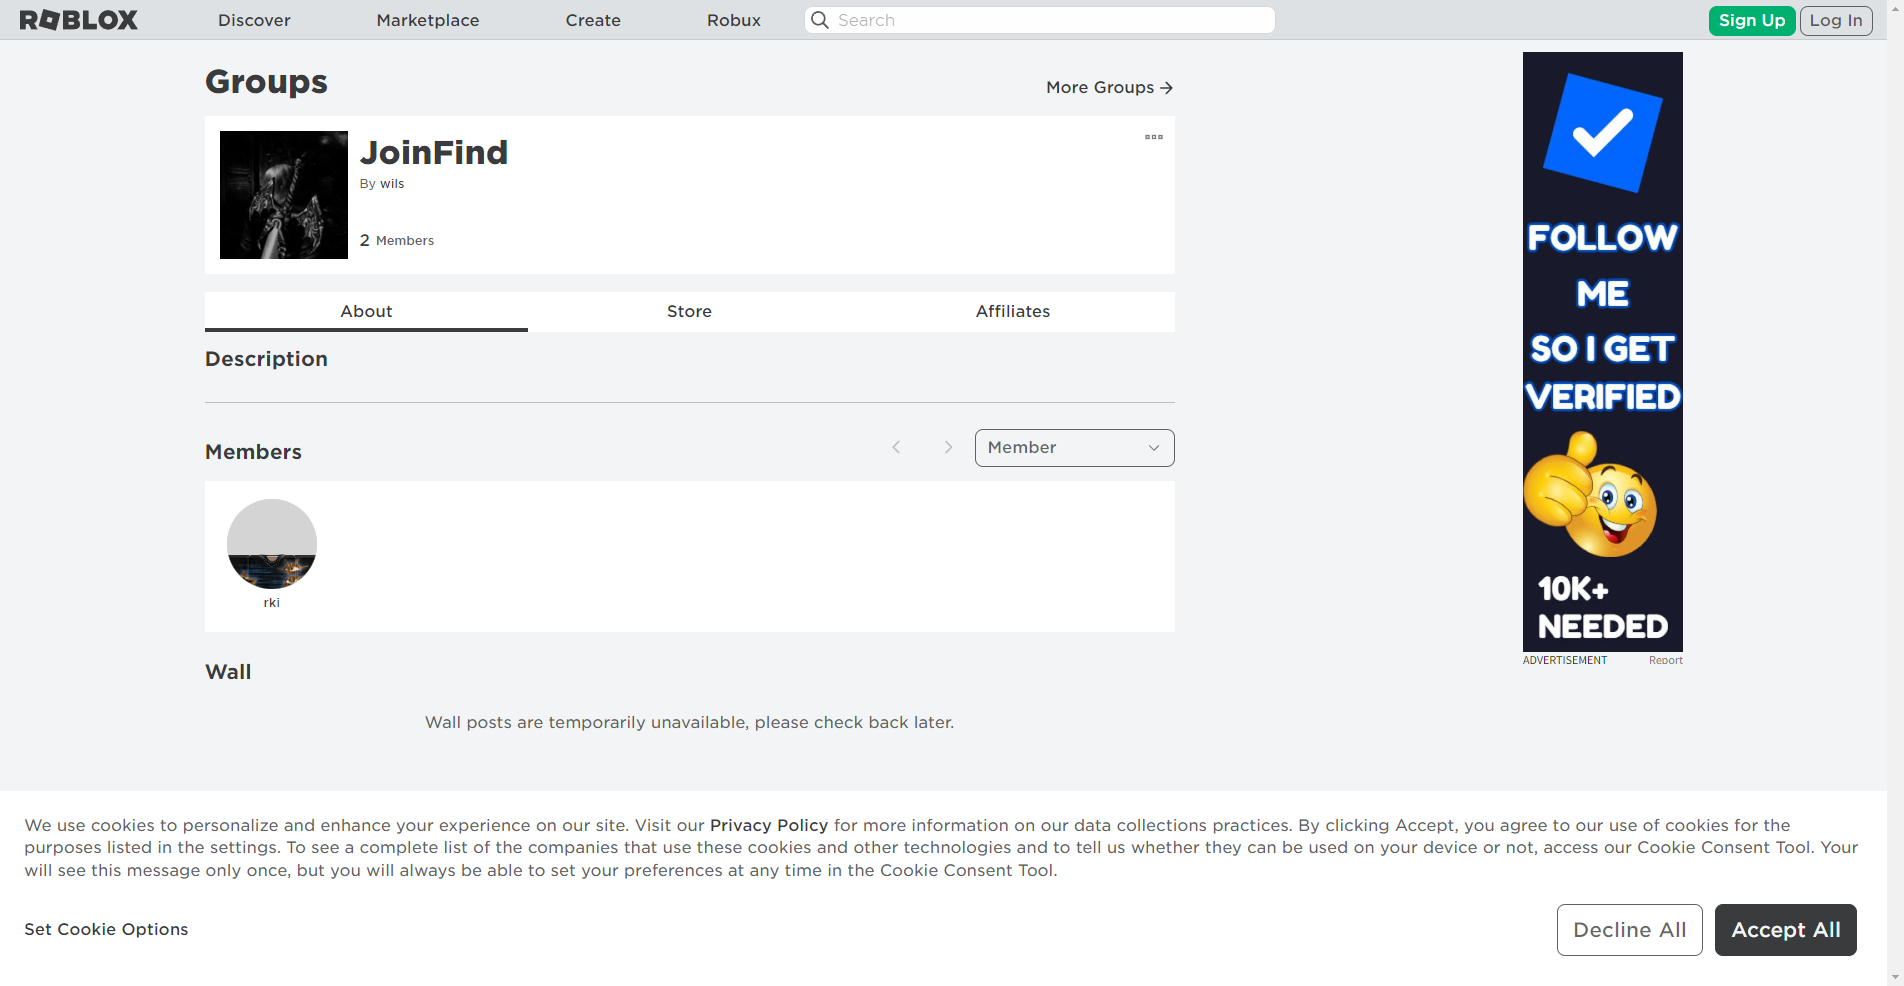 ROBLOX
Discover
Marketplace
Create
Robux
Search
Sign Up
Log In
Groups
More Groups
JoinFind
By wils
2 Members
About
Store
Affiliates
Description
Members
Member
rki
Wall
Wall posts are temporarily unavailable, please check back later.
FOLLOW
ME
SO I GET
VERIFIED
10K+
NEEDED
ADVERTISEMENT
Report
We use cookies to personalize and enhance your experience on our site. Visit our Privacy Policy for more information on our data collections practices. By clicking Accept, you agree to our use of cookies for the
purposes listed in the settings. To see a complete list of the companies that use these cookies and other technologies and to tell us whether they can be used on your device or not, access our Cookie Consent Tool. Your
will see this message only once, but you will always be able to set your preferences at any time in the Cookie Consent Tool.
Set Cookie Options
Decline All
Accept All